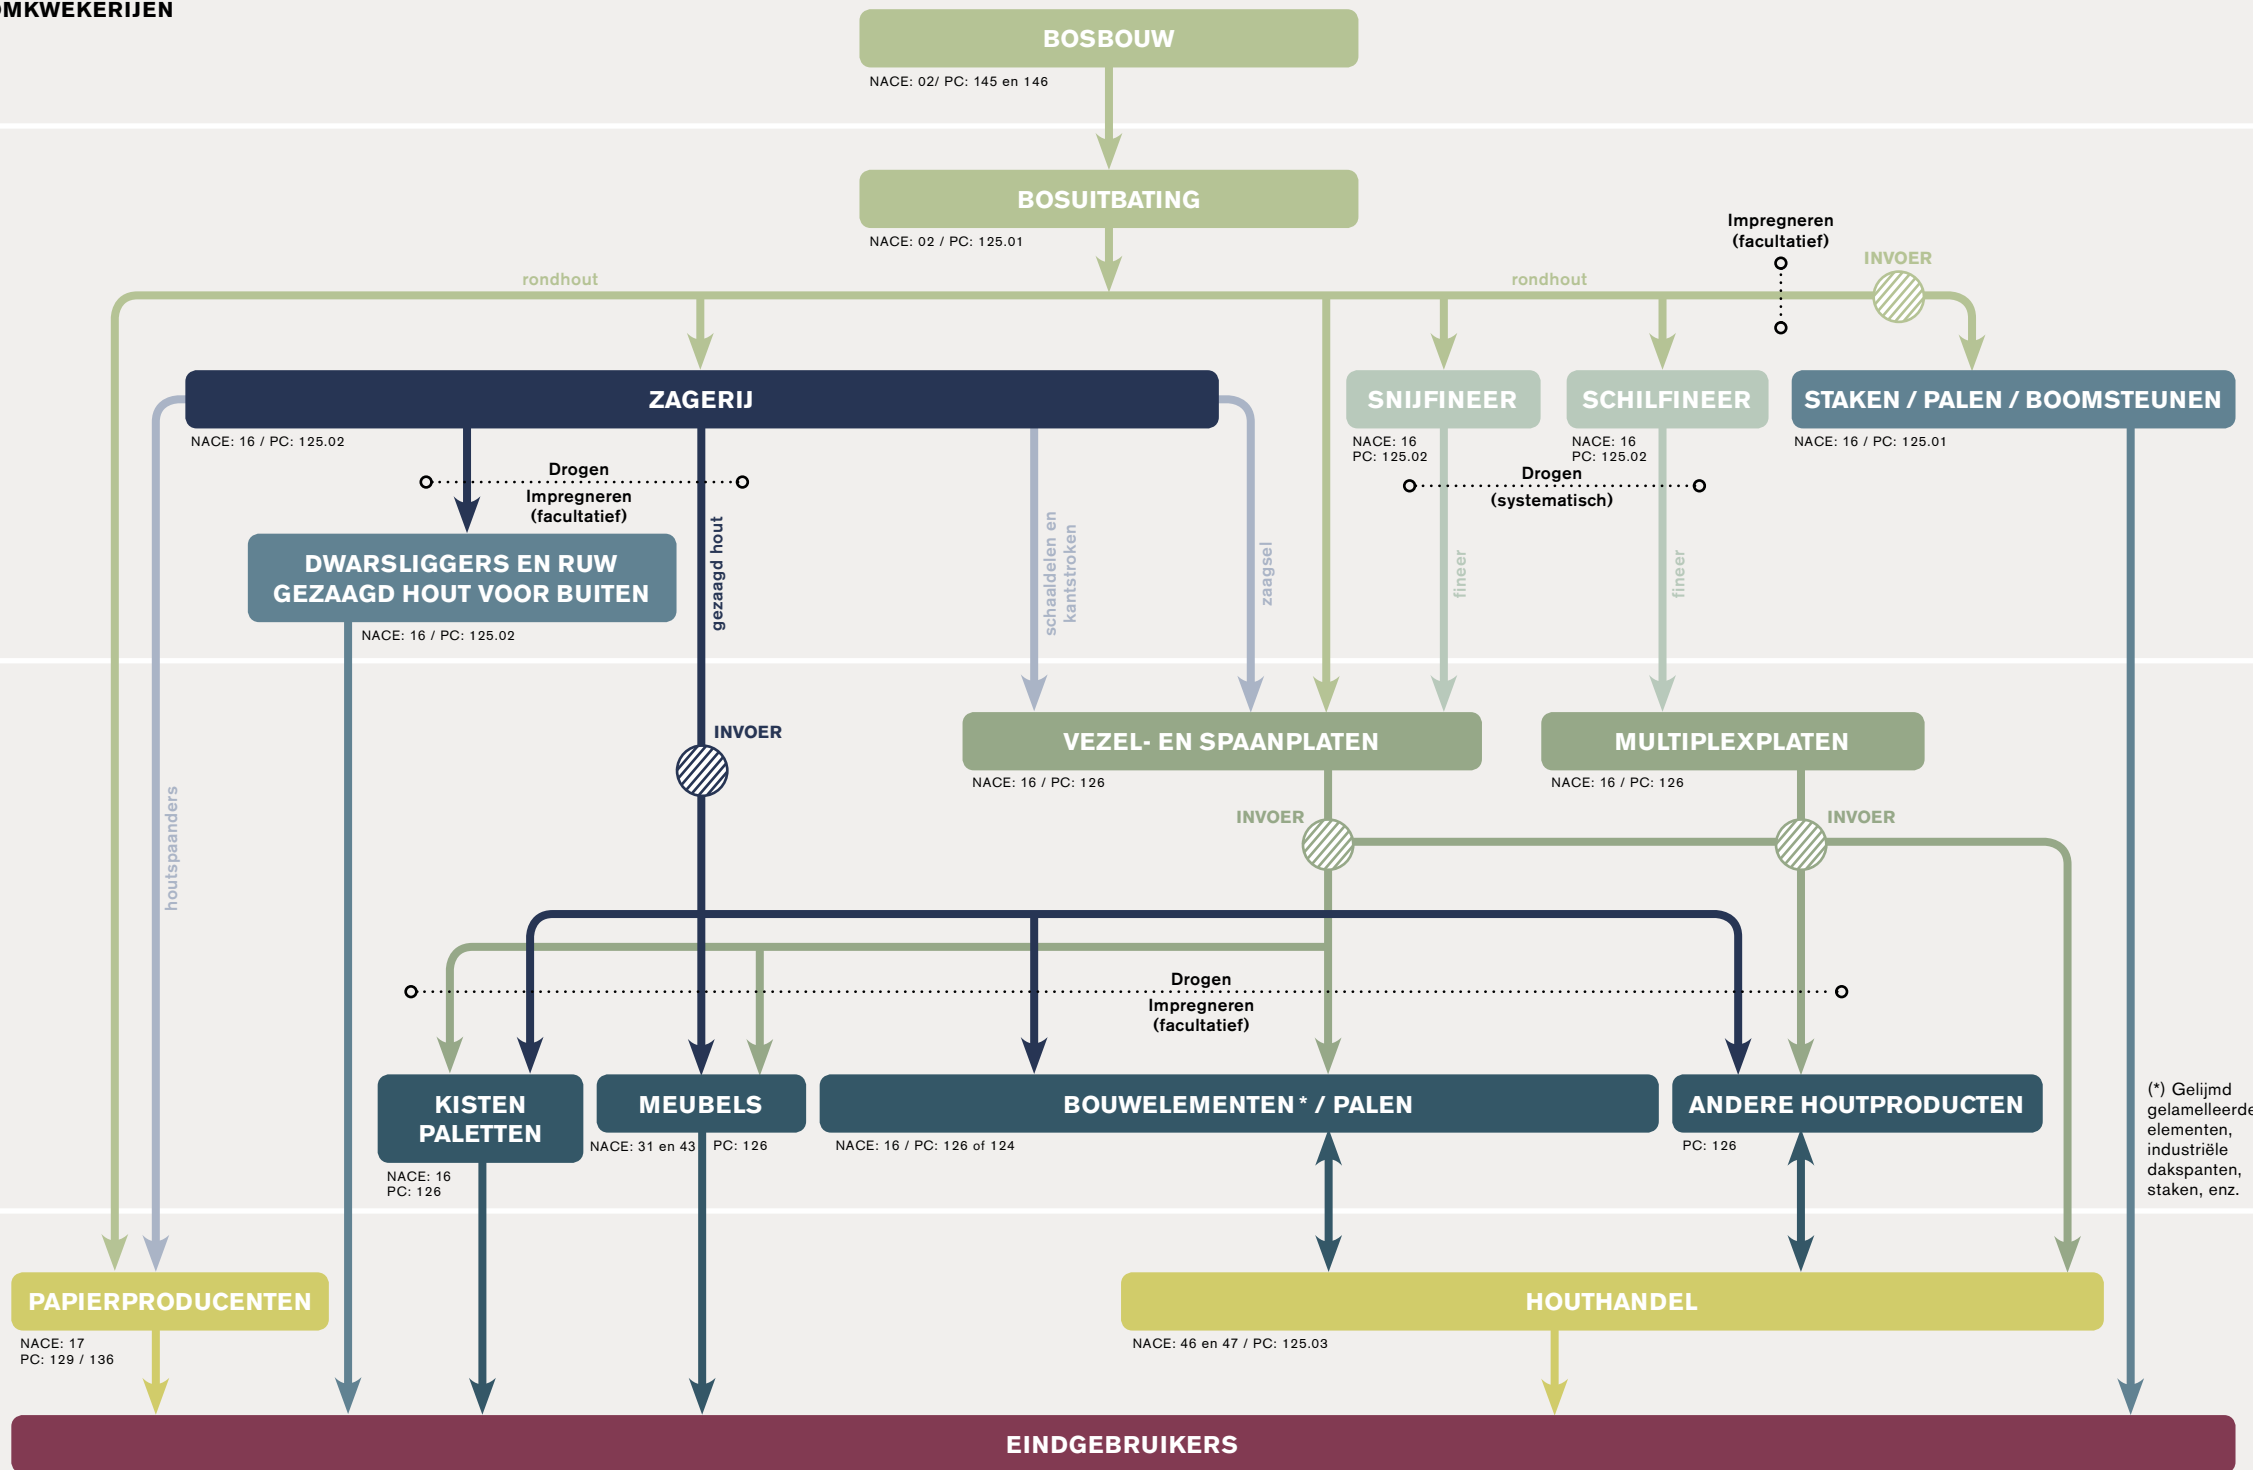 OMKWEKERIJEN
BOSBOUW
NACE: 02/ PC: 145 en 146
BOSUITBATING
NACE: 02 / PC: 125.01
Impregneren
(facultatief)
INVOER
rondhout
rondhout
ZAGERIJ
NACE: 16 / PC: 125.02
SNIJFINEER
NACE: 16
PC: 125.02
SCHILFINEER
NACE: 16
PC: 125.02
STAKEN / PALEN / BOOMSTEUNEN
NACE: 16 / PC: 125.01
Drogen
Impregneren
(facultatief)
Drogen
(systematisch)
DWARSLIGGERS EN RUW
GEZAAGD HOUT VOOR BUITEN
NACE: 16 / PC: 125.02
gezaagd hout
schaaldelen en
kantstroken
zaagsel
fineer
fineer
INVOER
VEZEL- EN SPAANPLATEN
NACE: 16 / PC: 126
MULTIPLEXPLATEN
NACE: 16 / PC: 126
houtspaanders
INVOER
INVOER
Drogen
Impregneren
(facultatief)
KISTEN
PALETTEN
NACE: 16
PC: 126
MEUBELS
NACE: 31 en 43 PC: 126
BOUWELEMENTEN* / PALEN
NACE: 16 / PC: 126 of 124
ANDERE HOUTPRODUCTEN
PC: 126
(*) Gelijmd
gelamelleerde
elementen,
industriële
dakspanten,
staken, enz.
PAPIERPRODUCENTEN
NACE: 17
PC: 129 / 136
HOUTHANDEL
NACE: 46 en 47 / PC: 125.03
EINDGEBRUIKERS